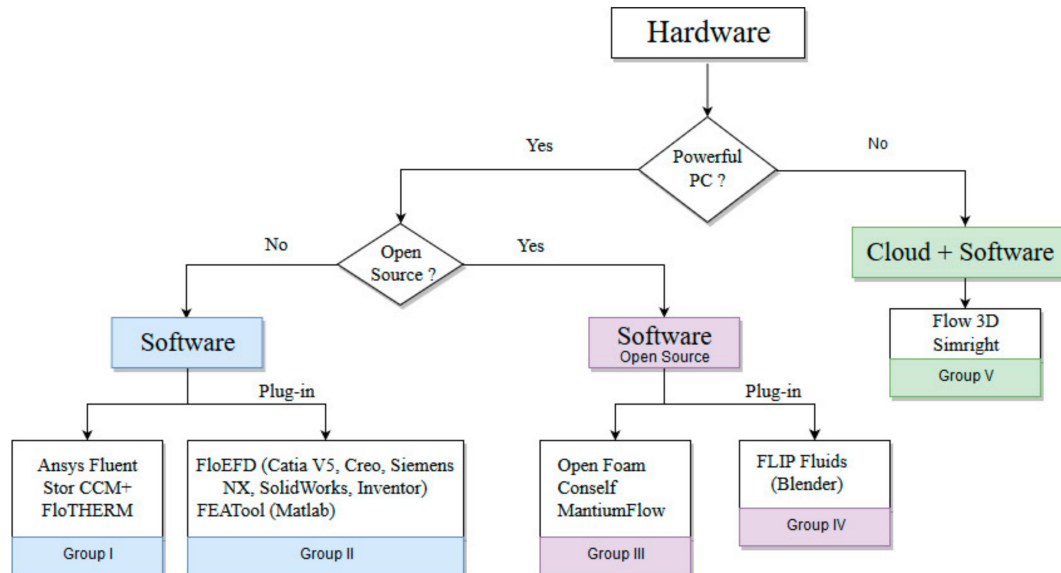 Hardware
Powerful
PC ?
Yes
No
Open
Source ?
No
Yes
Cloud + Software
Flow 3D
Simright
Group V
Software
Software
Open Source
Plug-in
Plug-in
Ansys Fluent
Stor CCM+
FloTHERM
Group I
FloEFD (Catia V5, Creo, Siemens
NX, SolidWorks, Inventor)
FEATool (Matlab)
Group II
Open Foam
Conself
MantiumFlow
Group III
FLIP Fluids
(Blender)
Group IV